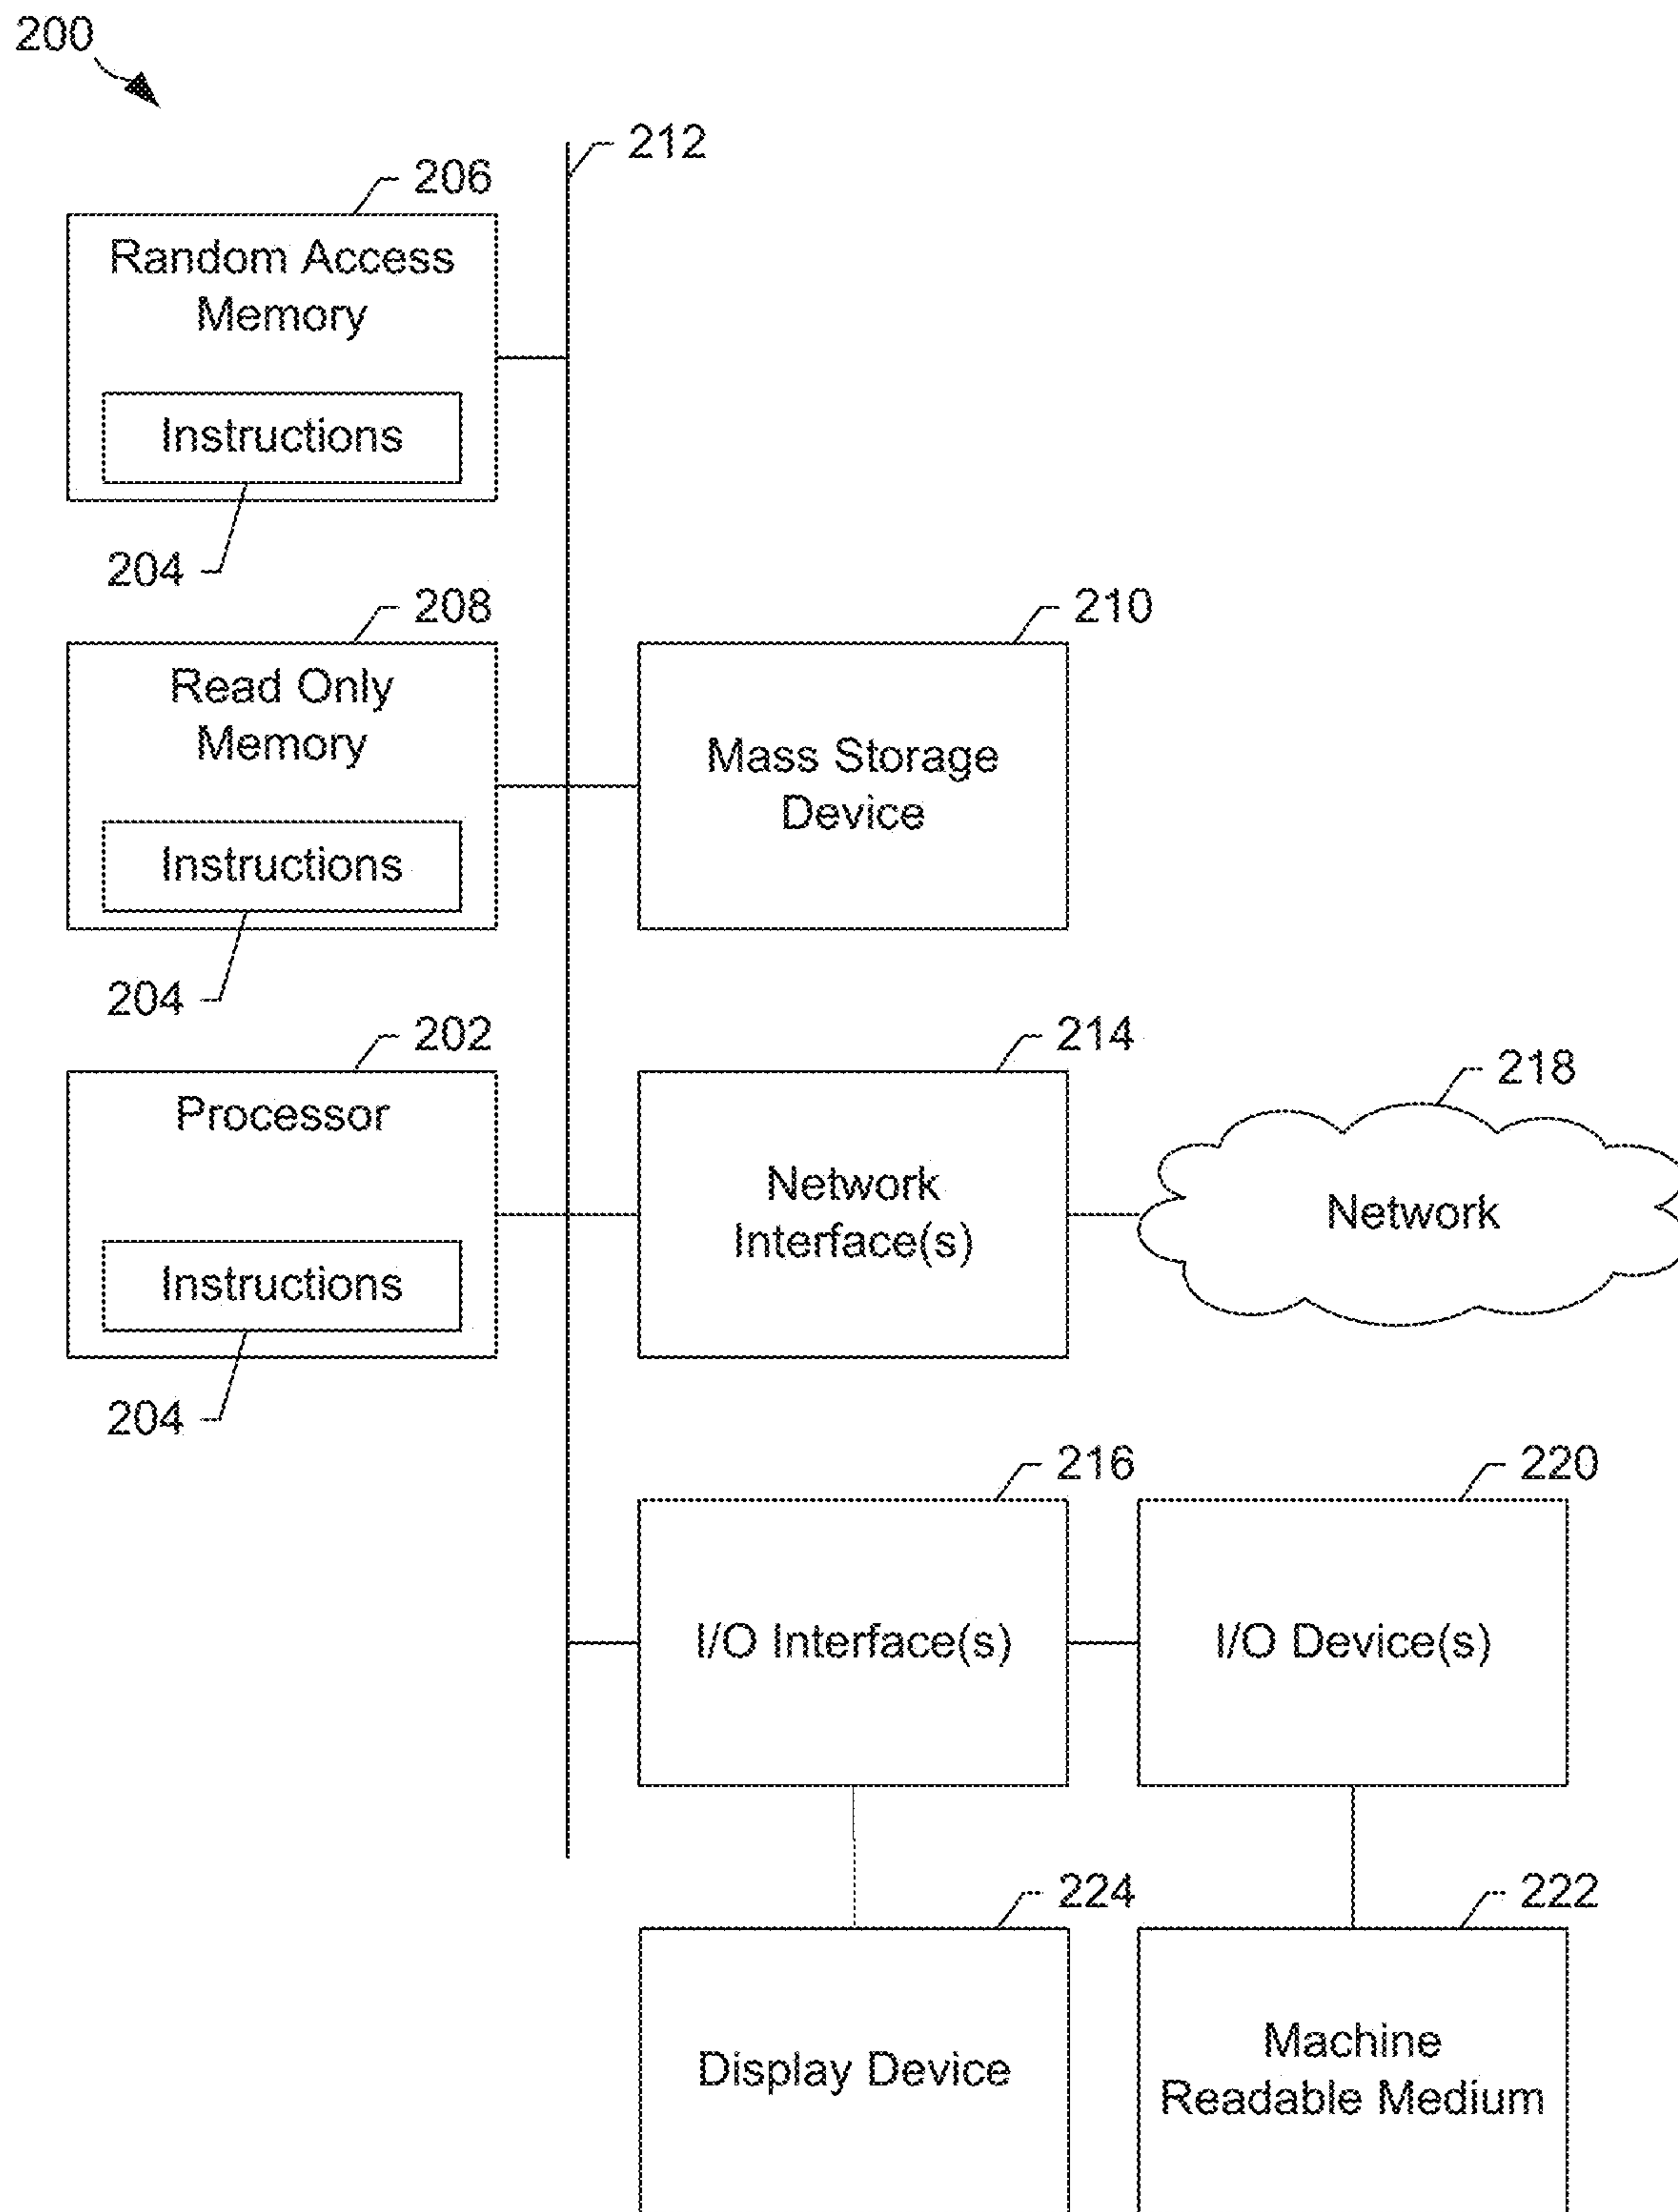 200
212
206
Random Access
Memory
Instructions
204
208
210
Read Only
Memory
Mass Storage
Device
Instructions
204
202
214
218
Processor
Network
Interface(s)
Network
Instructions
204
216
220
I/O Interface(s)
I/O Device(s)
224
222
Display Device
Machine
Readable Medium